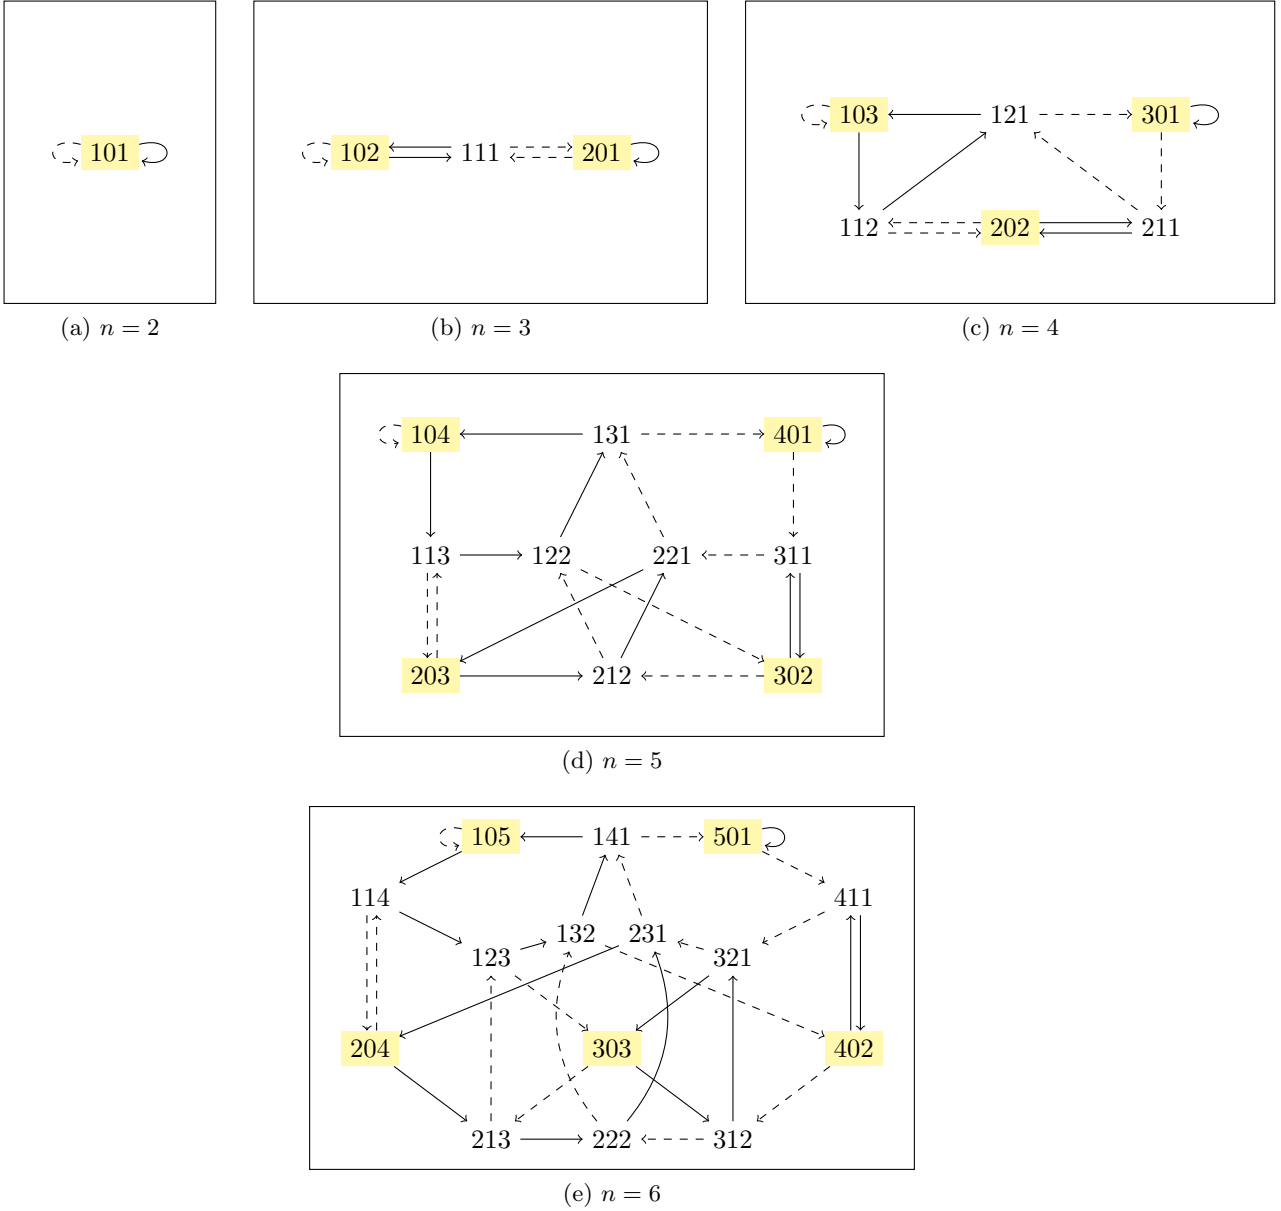 101
(a) n = 2
102 111 201
(b) n = 3
103 121 301
112 202 211
(c) n = 4
104 131 401
113 122 221 311
203 212 302
(d) n = 5
105 141 501
114 411
132 231
123 321
204 303 402
213 222 312
(e) n = 6